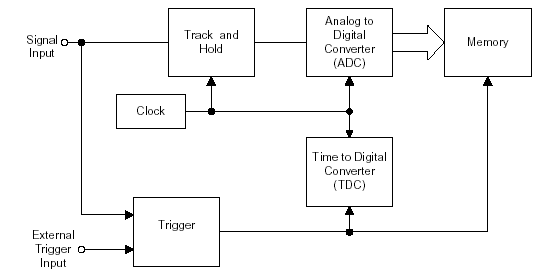 Signal
Input
Track and
Hold
Analog to
Digital
Converter
(ADC)
Memory
Clock
Time to Digital
Converter
(TDC)
Trigger
External
Trigger
Input